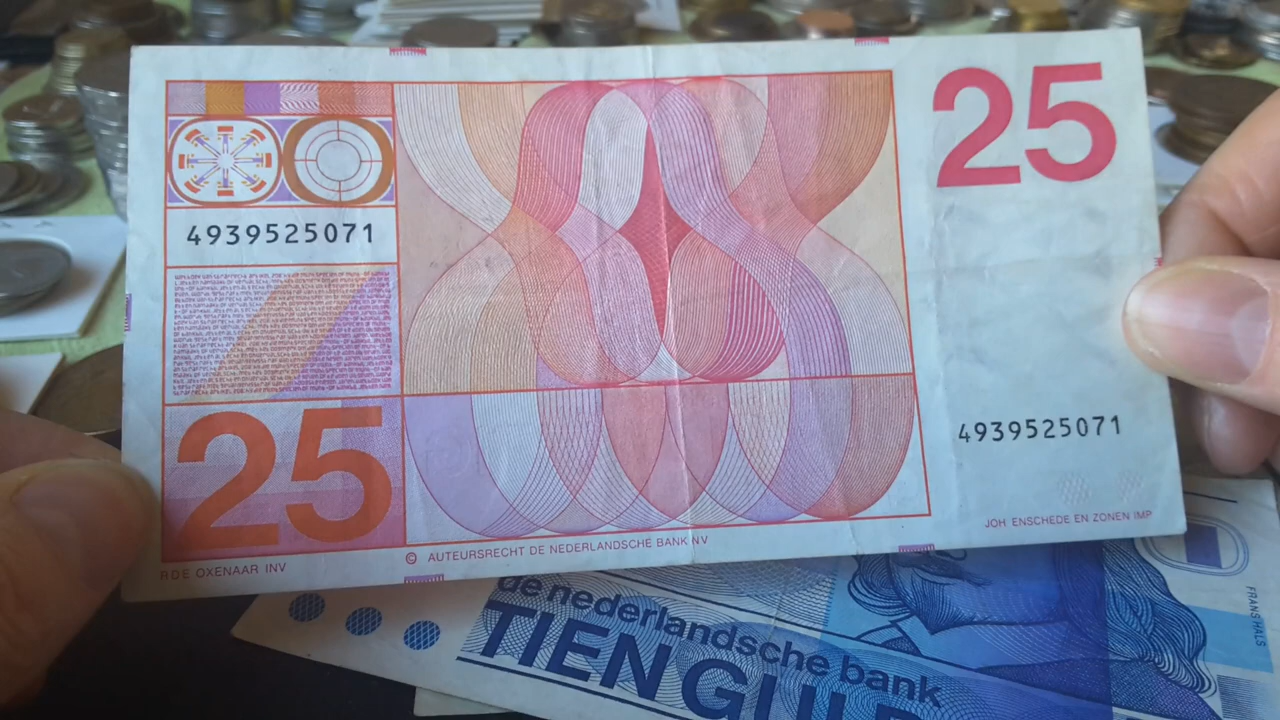 25
4939525071
25
4939525071
JOH ENSCHEDE EN ZONEN IMP
© AUTEURSRECHT DE NEDERLANDSCHE BANK NV
RDE OXENAAR INV
de nederlandsche bank
TIEN GULD
FRANS HALS